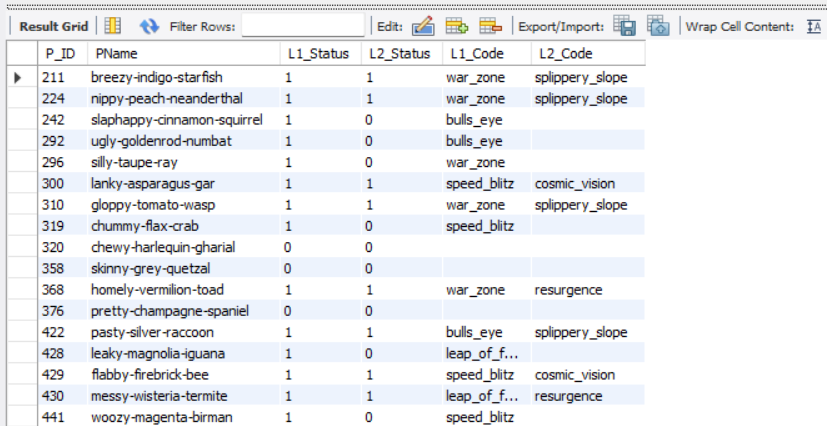 Result Grid Filter Rows: Edit: Export/Import: Wrap Cell Content: IA
P_ID PName L1_Status L2_Status L1_Code L2_Code
211 breezy-indigo-starfish 1 1 war_zone splippery_slope
224 nippy-peach-neanderthal 1 1 war_zone splippery_slope
242 slaphappy-cinnamon-squirrel 1 0 bulls_eye
292 ugly-goldenrod-numbat 1 0 bulls_eye
296 silly-taupe-ray 1 0 war_zone
300 lanky-asparagus-gar 1 1 speed_blitz cosmic_vision
310 gloppy-tomato-wasp 1 1 war_zone splippery_slope
319 chummy-flax-crab 1 0 speed_blitz
320 chewy-harlequin-gharial 0 0
358 skinny-grey-quetzal 0 0
368 homely-vermilion-toad 1 1 war_zone resurgence
376 pretty-champagne-spaniel 0 0
422 pasty-silver-raccoon 1 1 bulls_eye splippery_slope
428 leaky-magnolia-iguana 1 0 leap_of_f...
429 flabby-firebrick-bee 1 1 speed_blitz cosmic_vision
430 messy-wisteria-termite 1 1 leap_of_f... resurgence
441 woozy-magenta-birman 1 0 speed_blitz